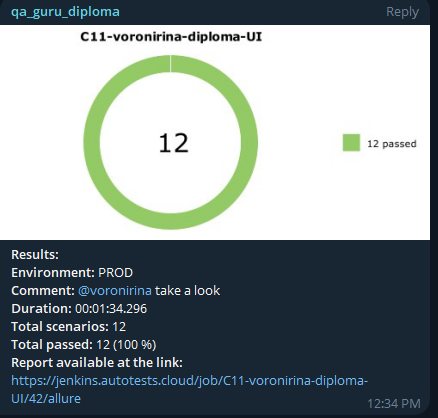 qa_guru_diploma Reply
C11-voronirina-diploma-UI
12
12 passed
Results:
Environment: PROD
Comment: @voronirina take a look
Duration: 00:01:34.296
Total scenarios: 12
Total passed: 12 (100 %)
Report available at the link:
https://jenkins.autotests.cloud/job/C11-voronirina-diploma-
UI/42/allure
12:34 PM